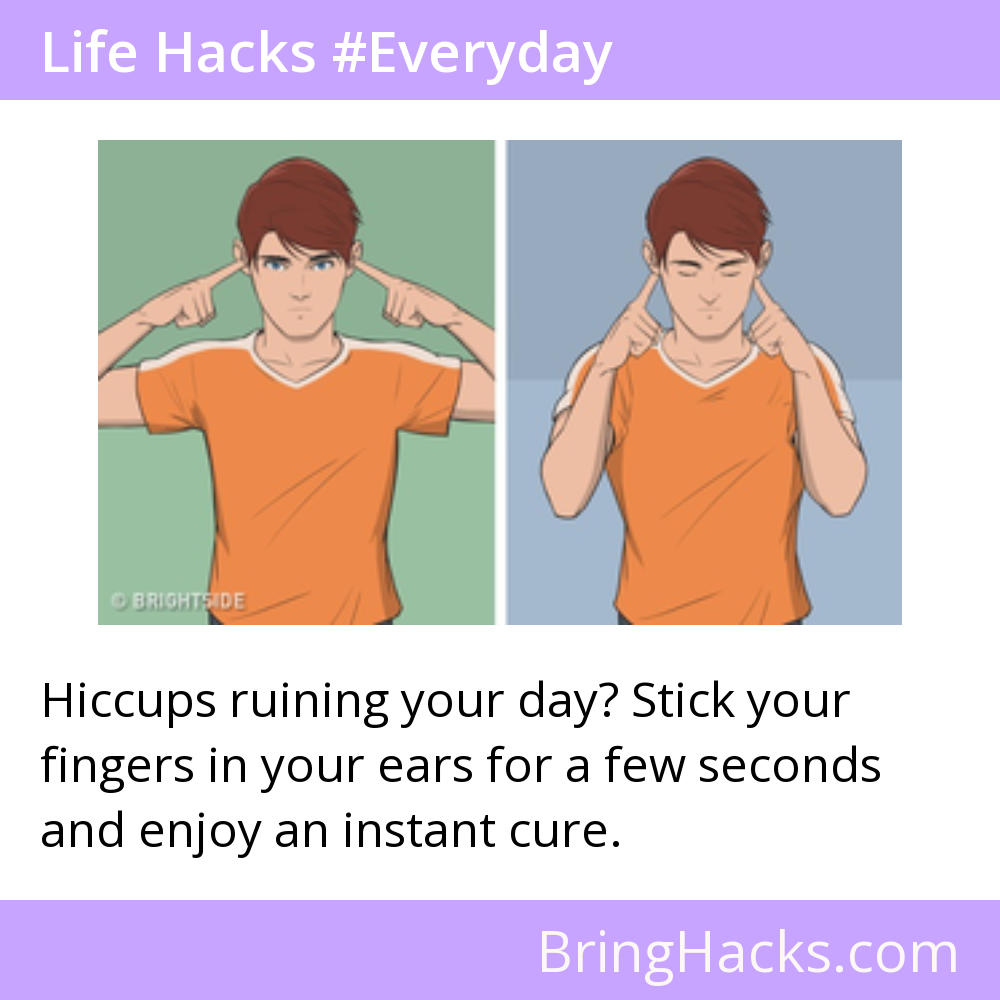 Life Hacks #Everyday
© BRIGHTSIDE
Hiccups ruining your day? Stick your
fingers in your ears for a few seconds
and enjoy an instant cure.
BringHacks.com